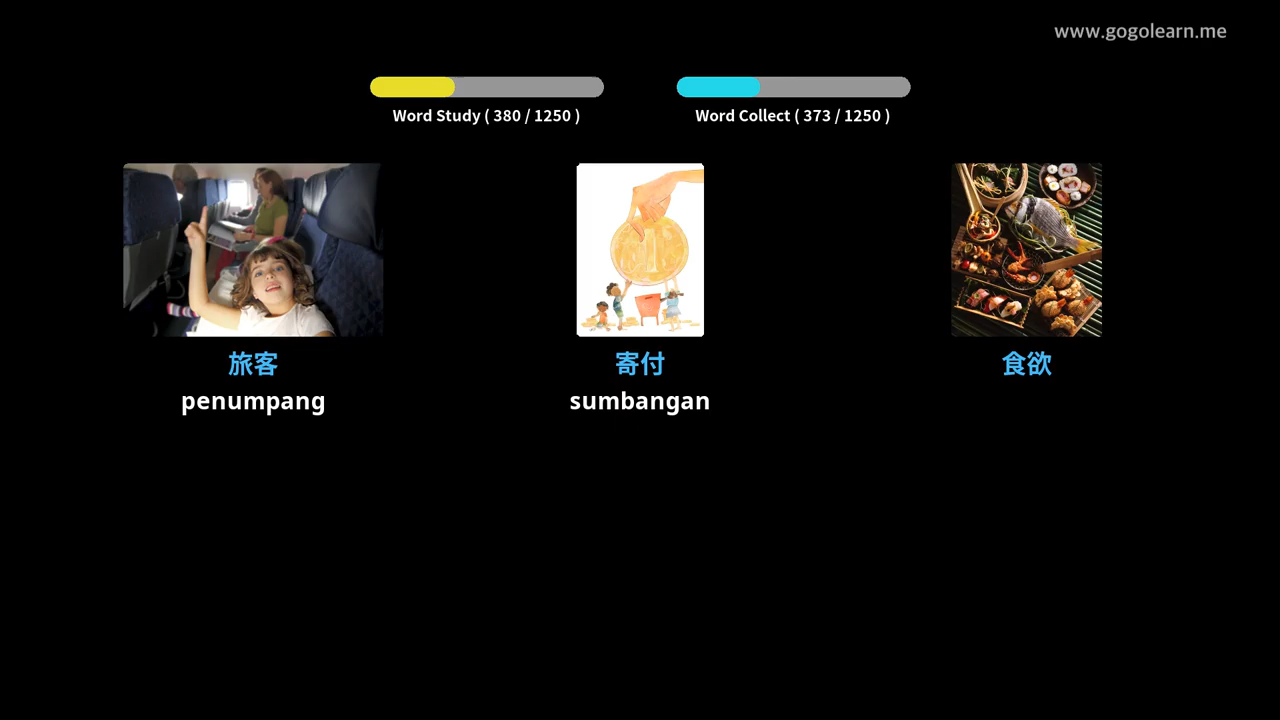 www.gogolearn.me
Word Study ( 380 / 1250 )
Word Collect ( 373 / 1250 )
旅客
penumpang
寄付
sumbangan
食欲